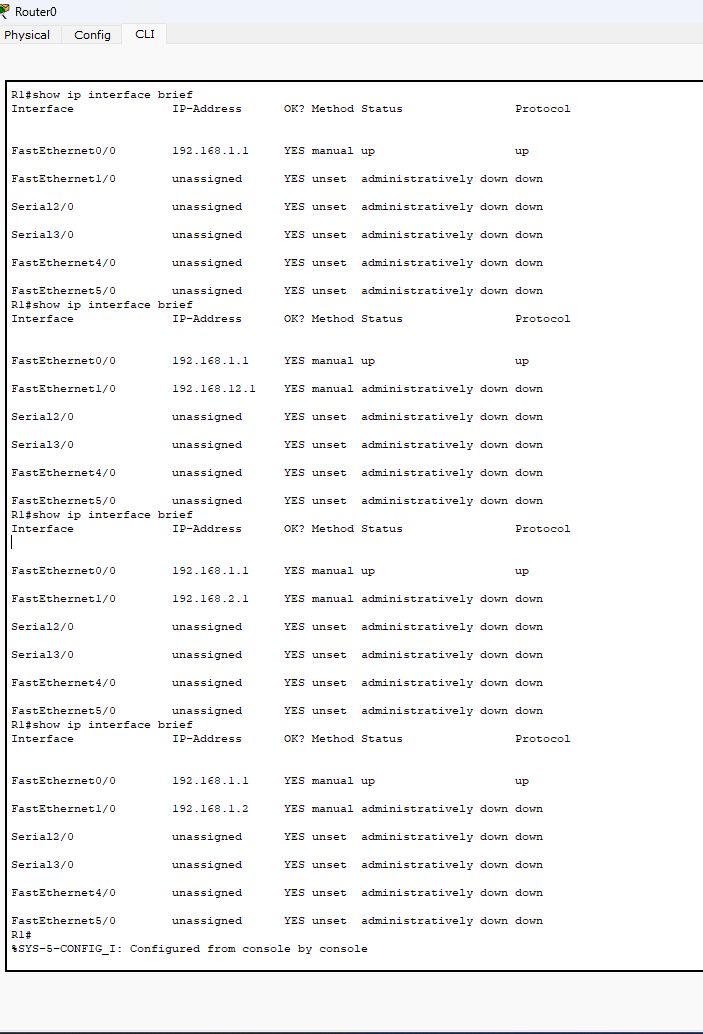 Router0
Physical Config CLI
R1#show ip interface brief
Interface IP-Address OK? Method Status Protocol
FastEthernet0/0 192.168.1.1 YES manual up up
FastEthernet1/0 unassigned YES unset administratively down down
Serial2/0 unassigned YES unset administratively down down
Serial3/0 unassigned YES unset administratively down down
FastEthernet4/0 unassigned YES unset administratively down down
FastEthernet5/0 unassigned YES unset administratively down down
R1#show ip interface brief
Interface IP-Address OK? Method Status Protocol
FastEthernet0/0 192.168.1.1 YES manual up up
FastEthernet1/0 192.168.12.1 YES manual administratively down down
Serial2/0 unassigned YES unset administratively down down
Serial3/0 unassigned YES unset administratively down down
FastEthernet4/0 unassigned YES unset administratively down down
FastEthernet5/0 unassigned YES unset administratively down down
R1#show ip interface brief
Interface IP-Address OK? Method Status Protocol
FastEthernet0/0 192.168.1.1 YES manual up up
FastEthernet1/0 192.168.2.1 YES manual administratively down down
Serial2/0 unassigned YES unset administratively down down
Serial3/0 unassigned YES unset administratively down down
FastEthernet4/0 unassigned YES unset administratively down down
FastEthernet5/0 unassigned YES unset administratively down down
R1#show ip interface brief
Interface IP-Address OK? Method Status Protocol
FastEthernet0/0 192.168.1.1 YES manual up up
FastEthernet1/0 192.168.1.2 YES manual administratively down down
Serial2/0 unassigned YES unset administratively down down
Serial3/0 unassigned YES unset administratively down down
FastEthernet4/0 unassigned YES unset administratively down down
FastEthernet5/0 unassigned YES unset administratively down down
R1#
%SYS-5-CONFIG_I: Configured from console by console